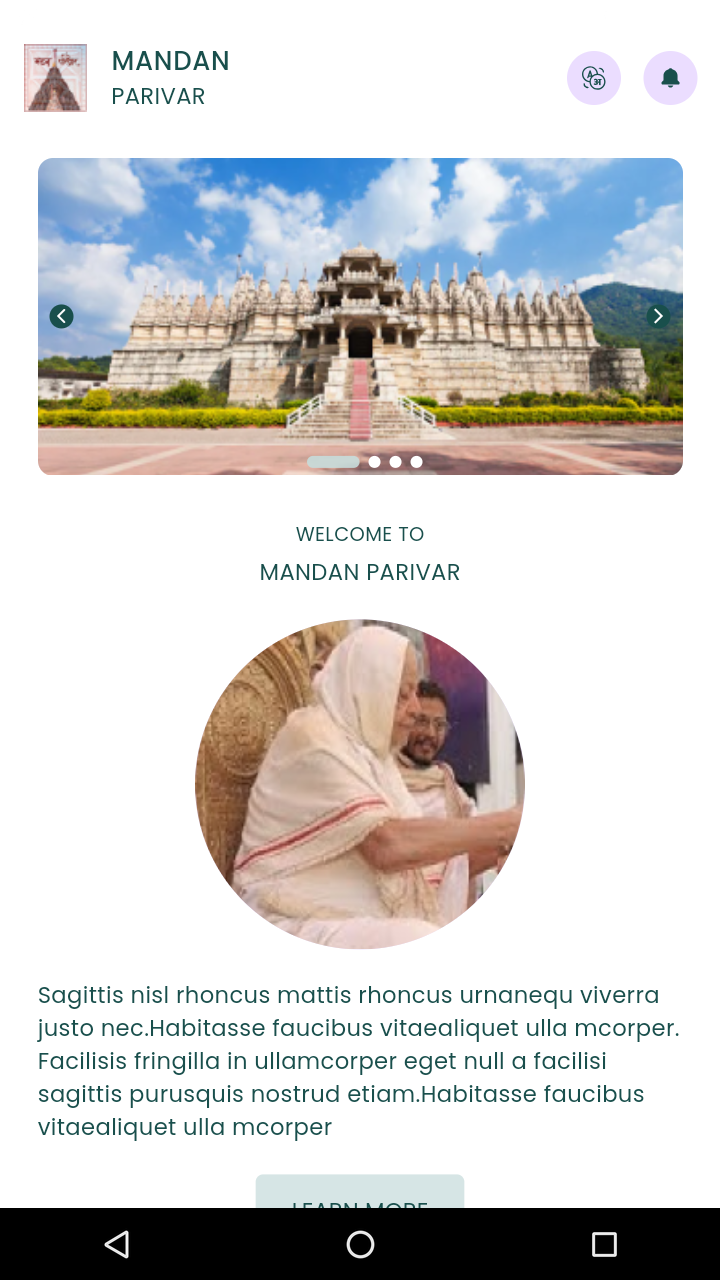 MANDAN
PARIVAR
WELCOME TO
MANDAN PARIVAR
Sagittis nisl rhoncus mattis rhoncus urnanequ viverra
justo nec.Habitasse faucibus vitaealiquet ulla mcorper.
Facilisis fringilla in ullamcorper eget null a facilisi
sagittis purusquis nostrud etiam.Habitasse faucibus
vitaealiquet ulla mcorper
LEARN MORE